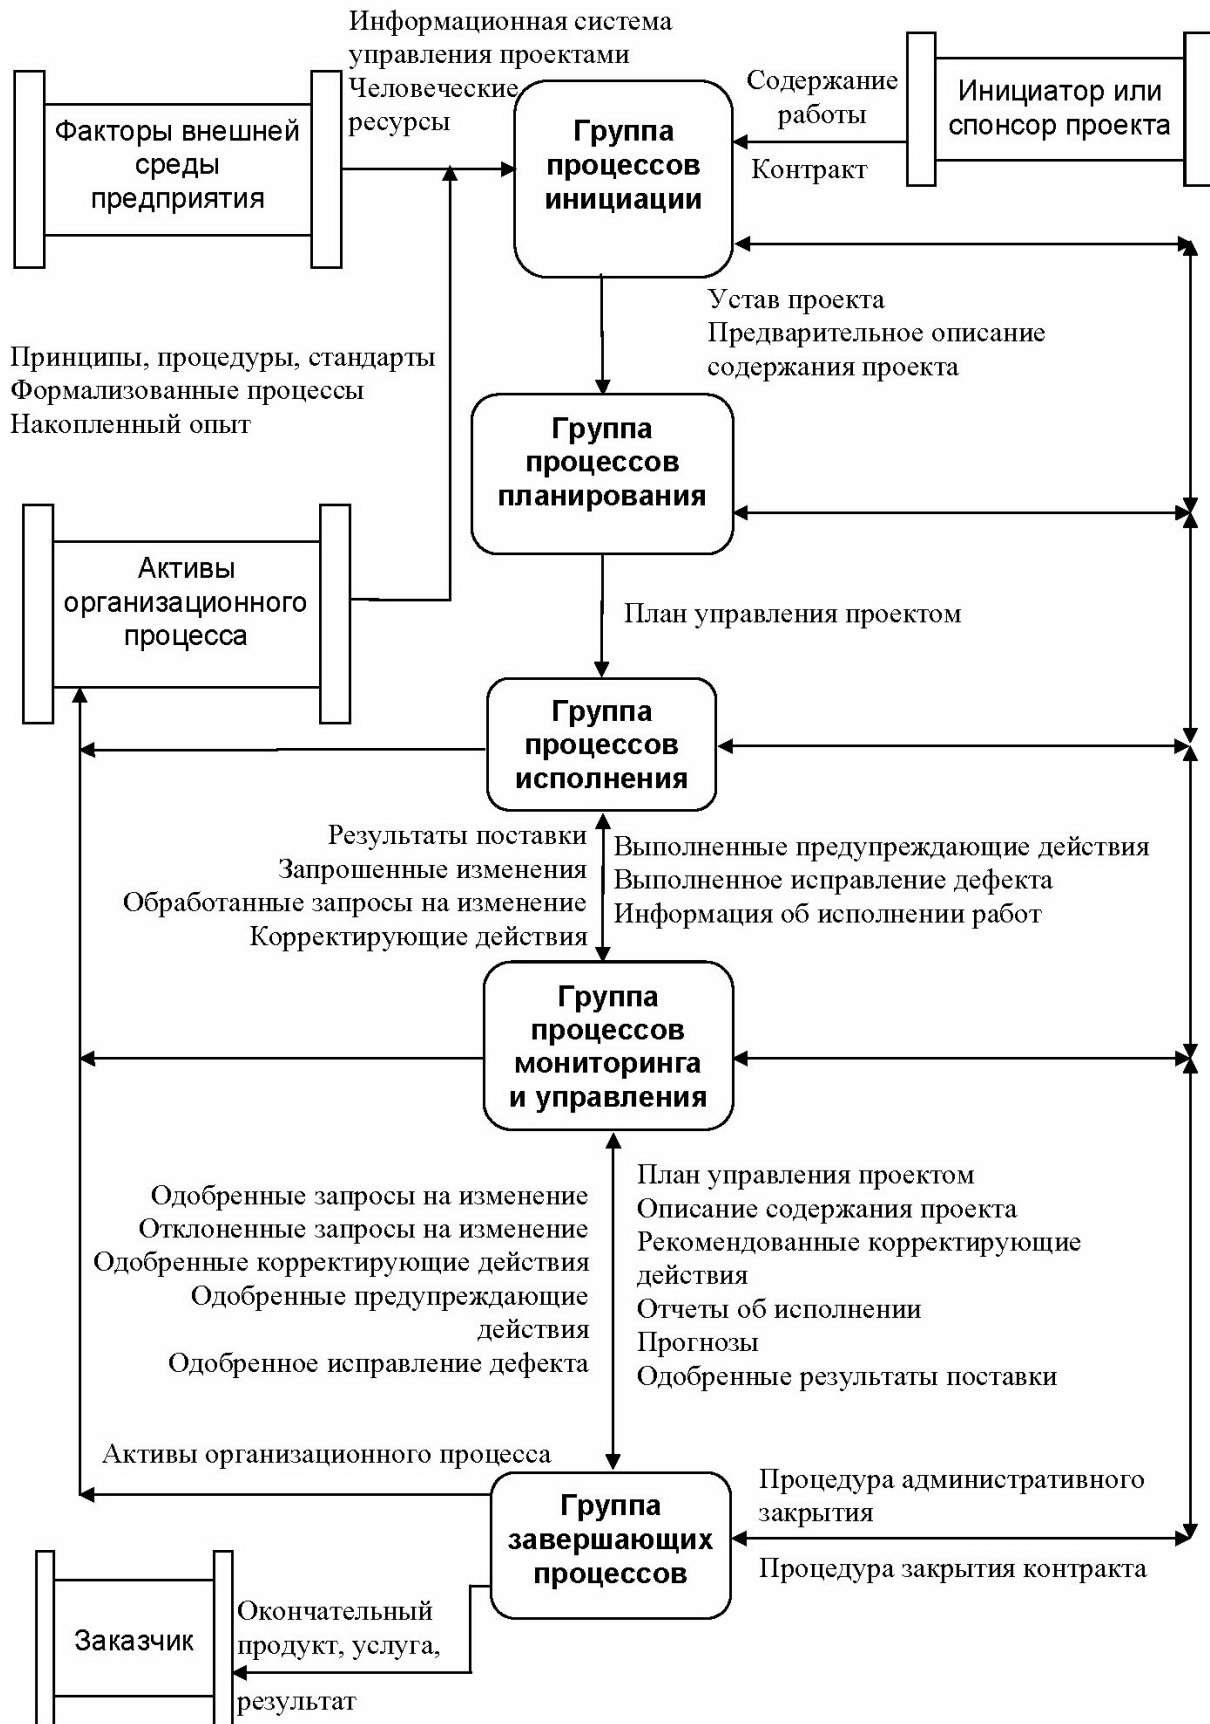 Информационная система
управления проектами
Человеческие
ресурсы
Факторы внешней
среды
предприятия
Группа
процессов
инициации
Содержание
работы
Контракт
Инициатор или
спонсор проекта
Устав проекта
Предварительное описание
содержания проекта
Принципы, процедуры, стандарты
Формализованные процессы
Накопленный опыт
Группа
процессов
планирования
Активы
организационного
процесса
План управления проектом
Группа
процессов
исполнения
Результаты поставки
Запрошенные изменения
Обработанные запросы на изменение
Корректирующие действия
Выполненные предупреждающие действия
Выполненное исправление дефекта
Информация об исполнении работ
Группа
процессов
мониторинга
и управления
Одобренные запросы на изменение
Отклоненные запросы на изменение
Одобренные корректирующие действия
Одобренные предупреждающие
действия
Одобренное исправление дефекта
План управления проектом
Описание содержания проекта
Рекомендованные корректирующие
действия
Отчеты об исполнении
Прогнозы
Одобренные результаты поставки
Активы организационного процесса
Группа
завершающих
процессов
Процедура административного
закрытия
Процедура закрытия контракта
Заказчик
Окончательный
продукт, услуга,
результат